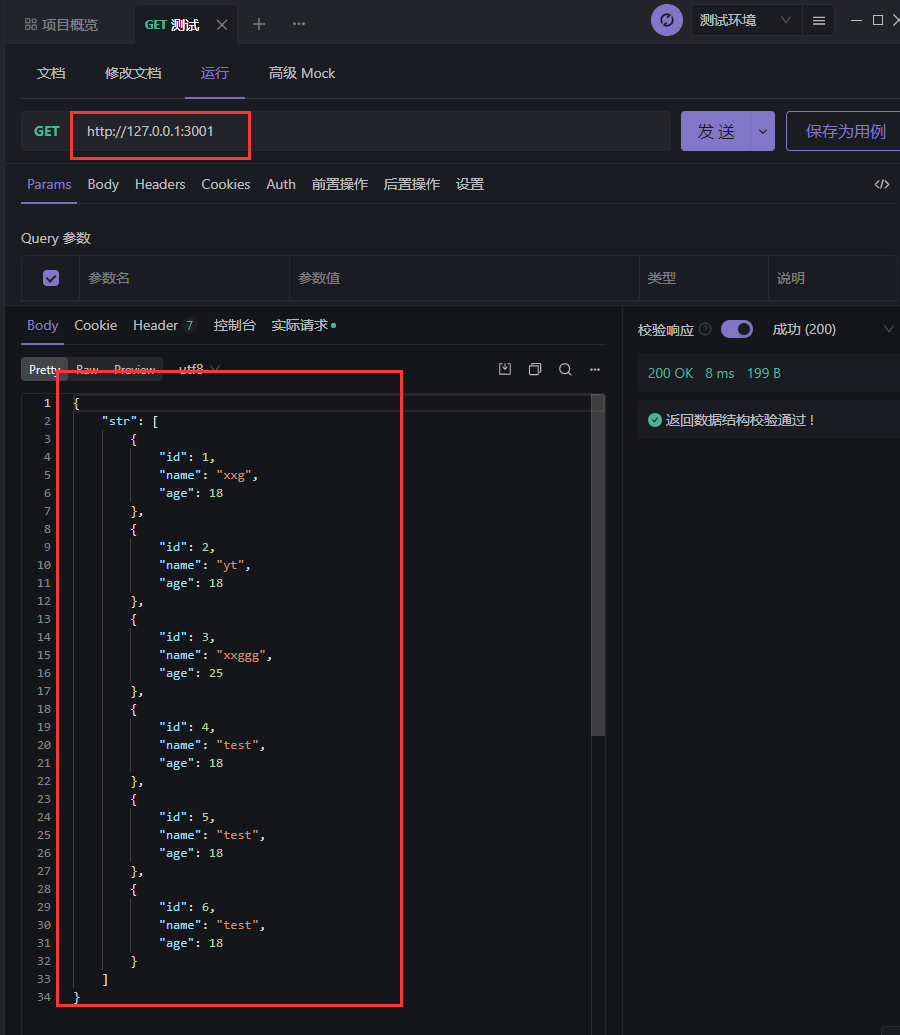 项目概览 GET 测试 测试环境
文档 修改文档 运行 高级 Mock
GET http://127.0.0.1:3001 发 送 保存为用例
Params Body Headers Cookies Auth 前置操作 后置操作 设置
Query 参数
参数名 参数值 类型 说明
Body Cookie Header 7 控制台 实际请求 校验响应 成功 (200)
Pretty Raw Preview utf8
200 OK 8 ms 199 B
返回数据结构校验通过 !
1 {
2 "str": [
3 {
4 "id": 1,
5 "name": "xxg",
6 "age": 18
7 },
8 {
9 "id": 2,
10 "name": "yt",
11 "age": 18
12 },
13 {
14 "id": 3,
15 "name": "xxggg",
16 "age": 25
17 },
18 {
19 "id": 4,
20 "name": "test",
21 "age": 18
22 },
23 {
24 "id": 5,
25 "name": "test",
26 "age": 18
27 },
28 {
29 "id": 6,
30 "name": "test",
31 "age": 18
32 }
33 ]
34 }